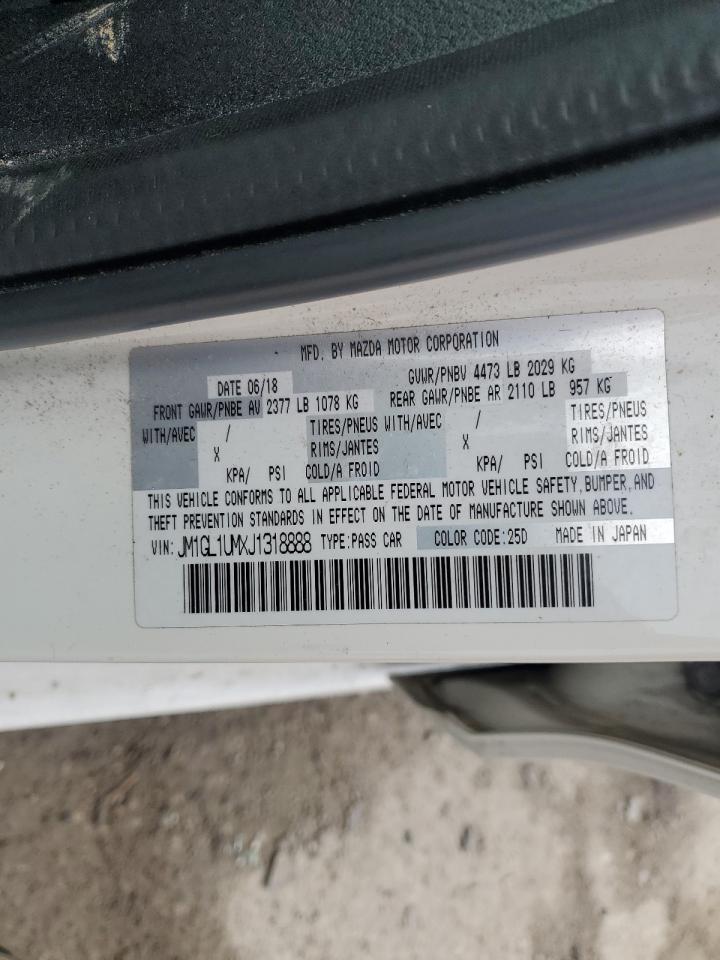 MFD. BY MAZDA MOTOR CORPORATION
DATE 06/18 GVWR/PNBV 4473 LB 2029 KG
FRONT GAWR/PNBE AV 2377 LB 1078 KG REAR GAWR/PNBE AR 2110 LB 957 KG
WITH/AVEC / TIRES/PNEUS WITH/AVEC / TIRES/PNEUS
X RIMS/JANTES X RIMS/JANTES
KPA/ PSI COLD/A FROID KPA/ PSI COLD/A FROID
THIS VEHICLE CONFORMS TO ALL APPLICABLE FEDERAL MOTOR VEHICLE SAFETY, BUMPER, AND
THEFT PREVENTION STANDARDS IN EFFECT ON THE DATE OF MANUFACTURE SHOWN ABOVE.
VIN: JM1GL1UMXJ1318888 TYPE:PASS CAR COLOR CODE:25D MADE IN JAPAN